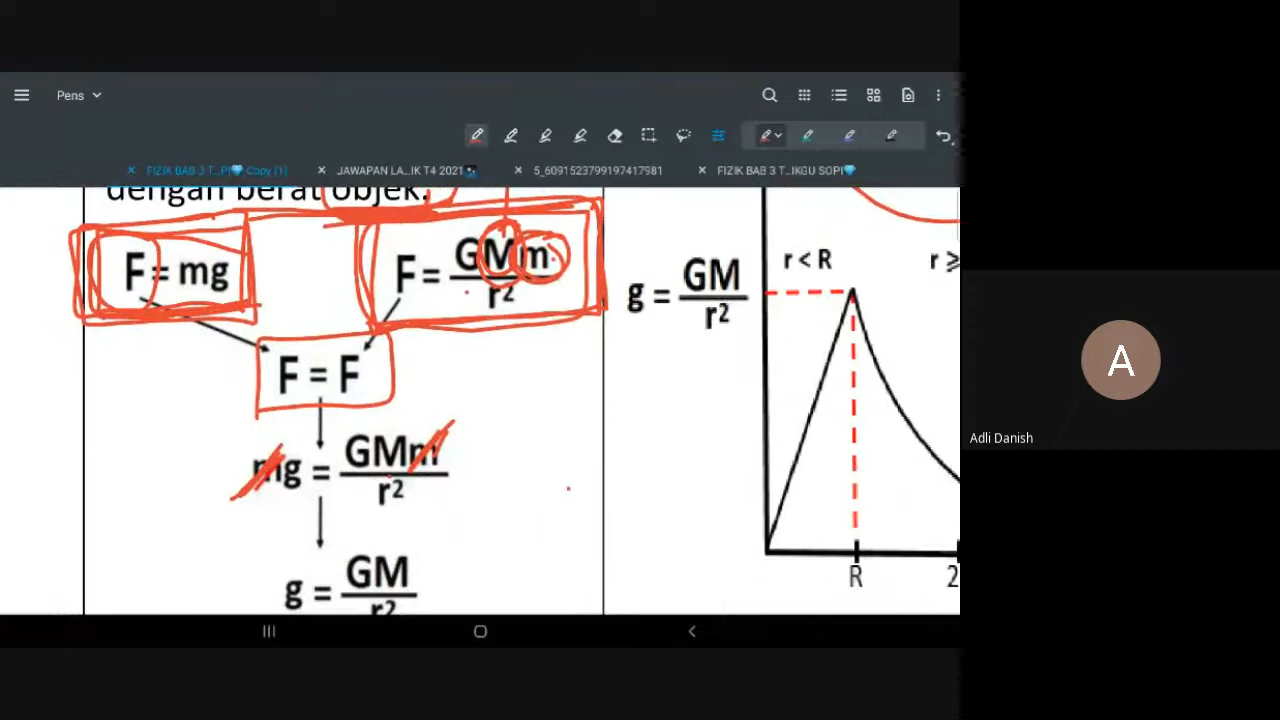 Pens
FIZIK BAB 3 T...P Copy (1)
JAWAPAN LA...IK T4 2021
5_6091523799197417981
FIZIK BAB 3 T...IKGU SOPI
dengan berat objek.
F = mg
F = GMm / r²
F = F
mg = GMm / r²
g = GM / r²
g = GM / r²
r < R
r ≥
R
2
A
Adli Danish